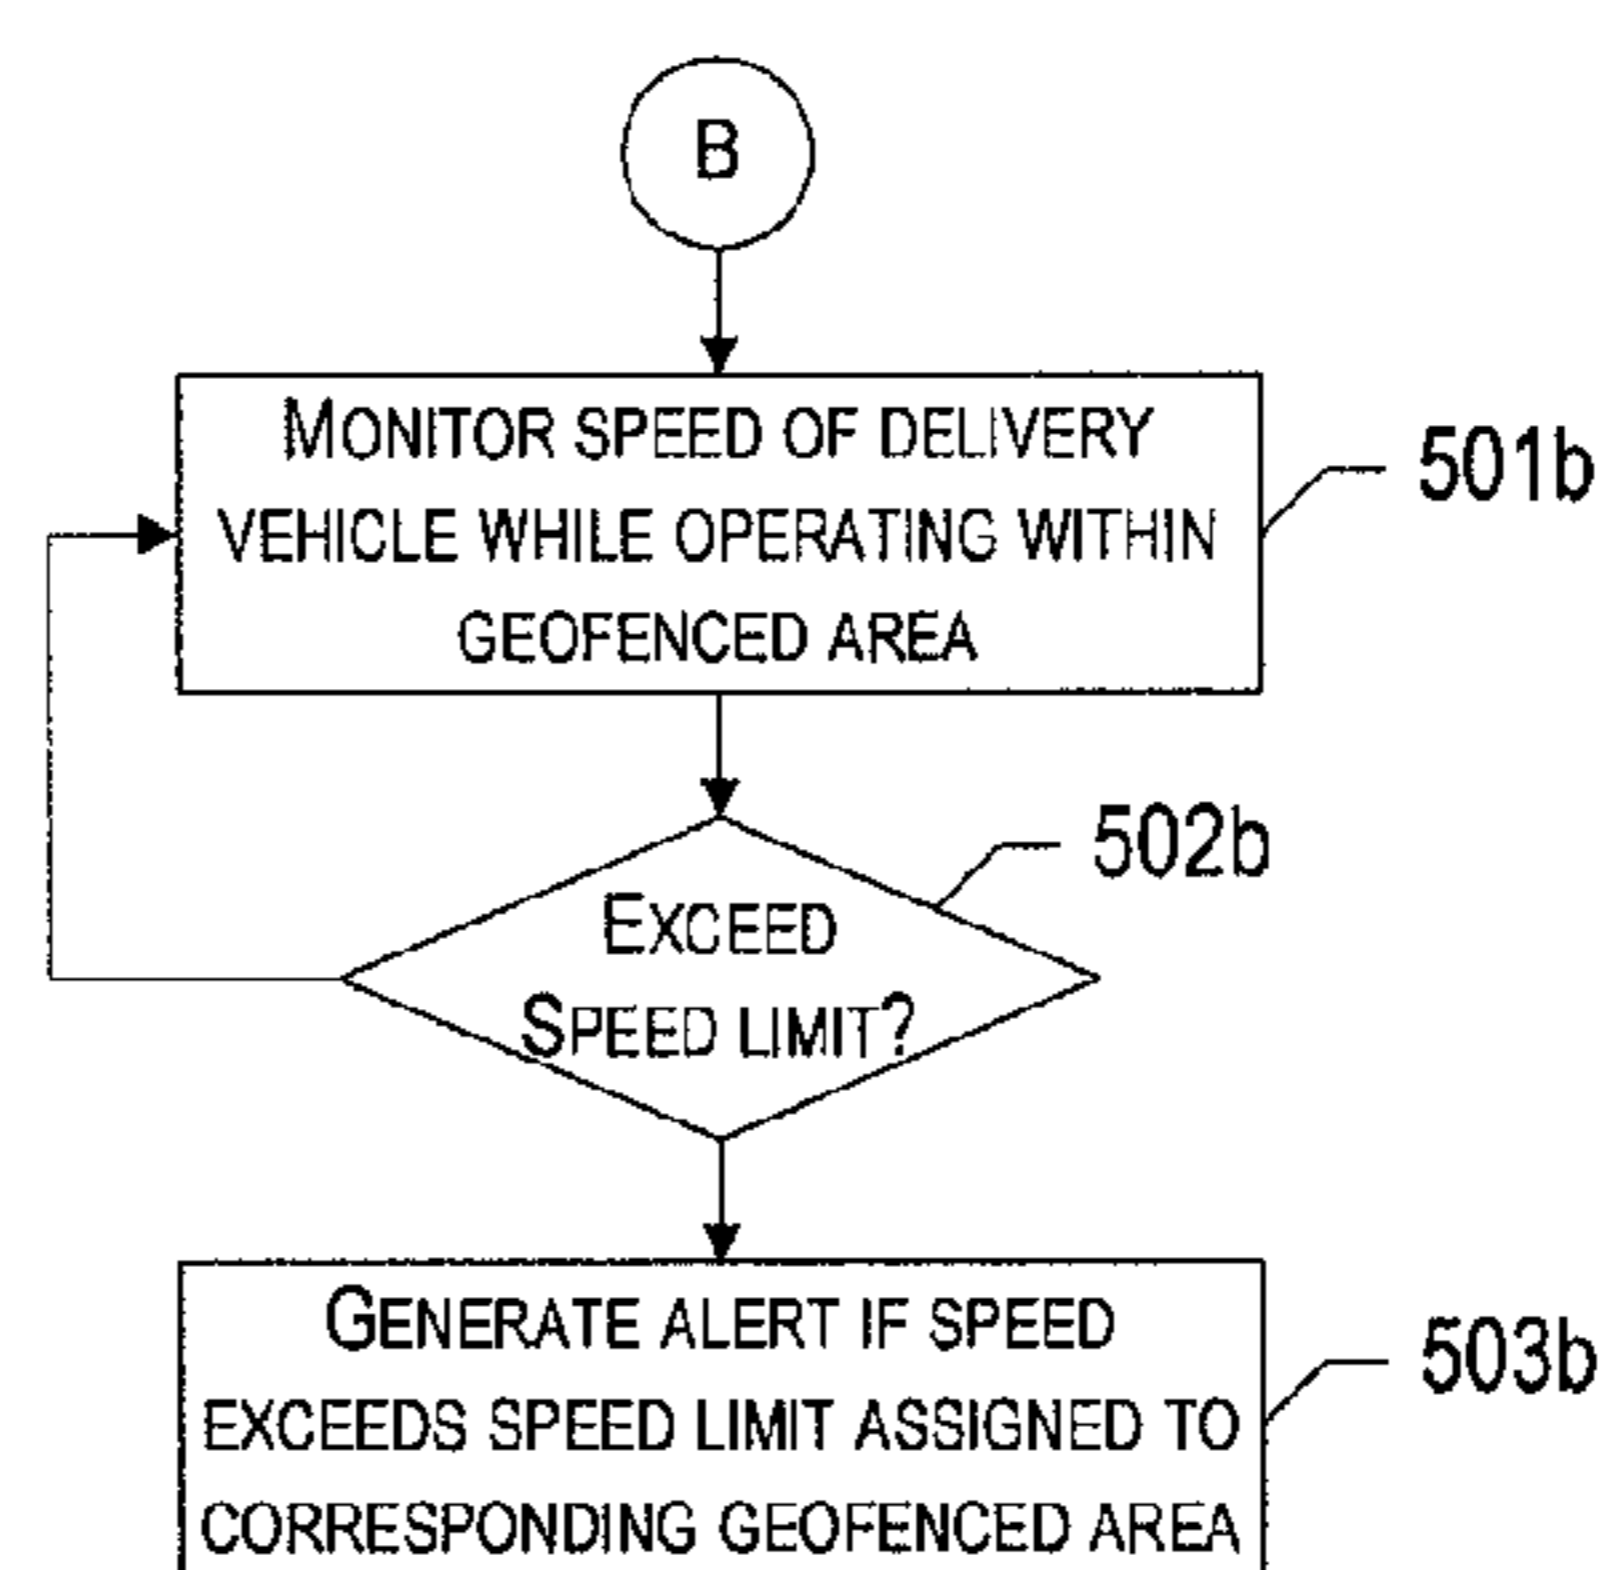 B
MONITOR SPEED OF DELIVERY
VEHICLE WHILE OPERATING WITHIN
GEOFENCED AREA
501b
502b
EXCEED
SPEED LIMIT?
GENERATE ALERT IF SPEED
EXCEEDS SPEED LIMIT ASSIGNED TO
CORRESPONDING GEOFENCED AREA
503b